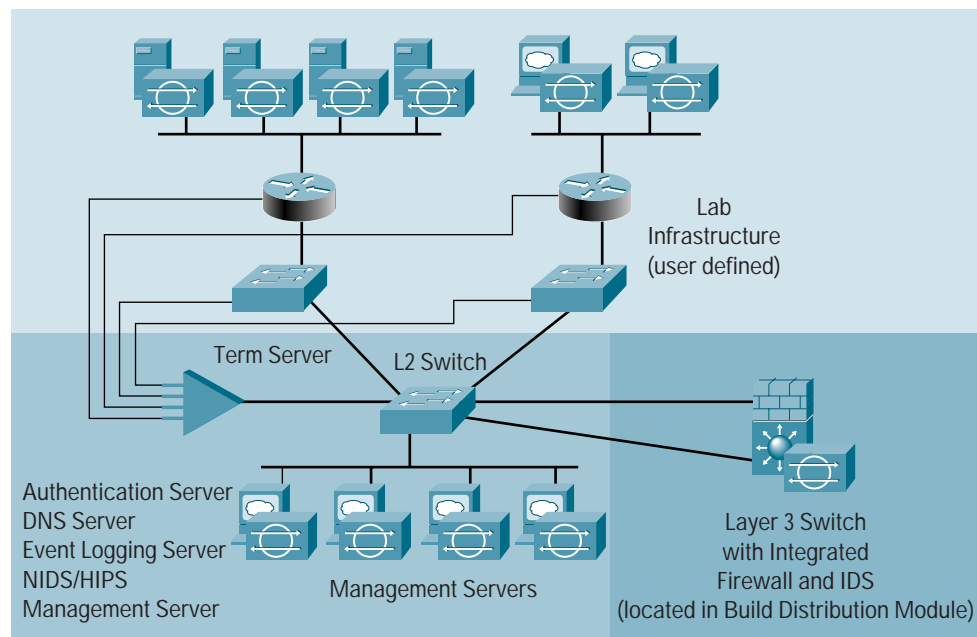 Lab
Infrastructure
(user defined)
Term Server
L2 Switch
Authentication Server
DNS Server
Event Logging Server
NIDS/HIPS
Management Server
Management Servers
Layer 3 Switch
with Integrated
Firewall and IDS
(located in Build Distribution Module)